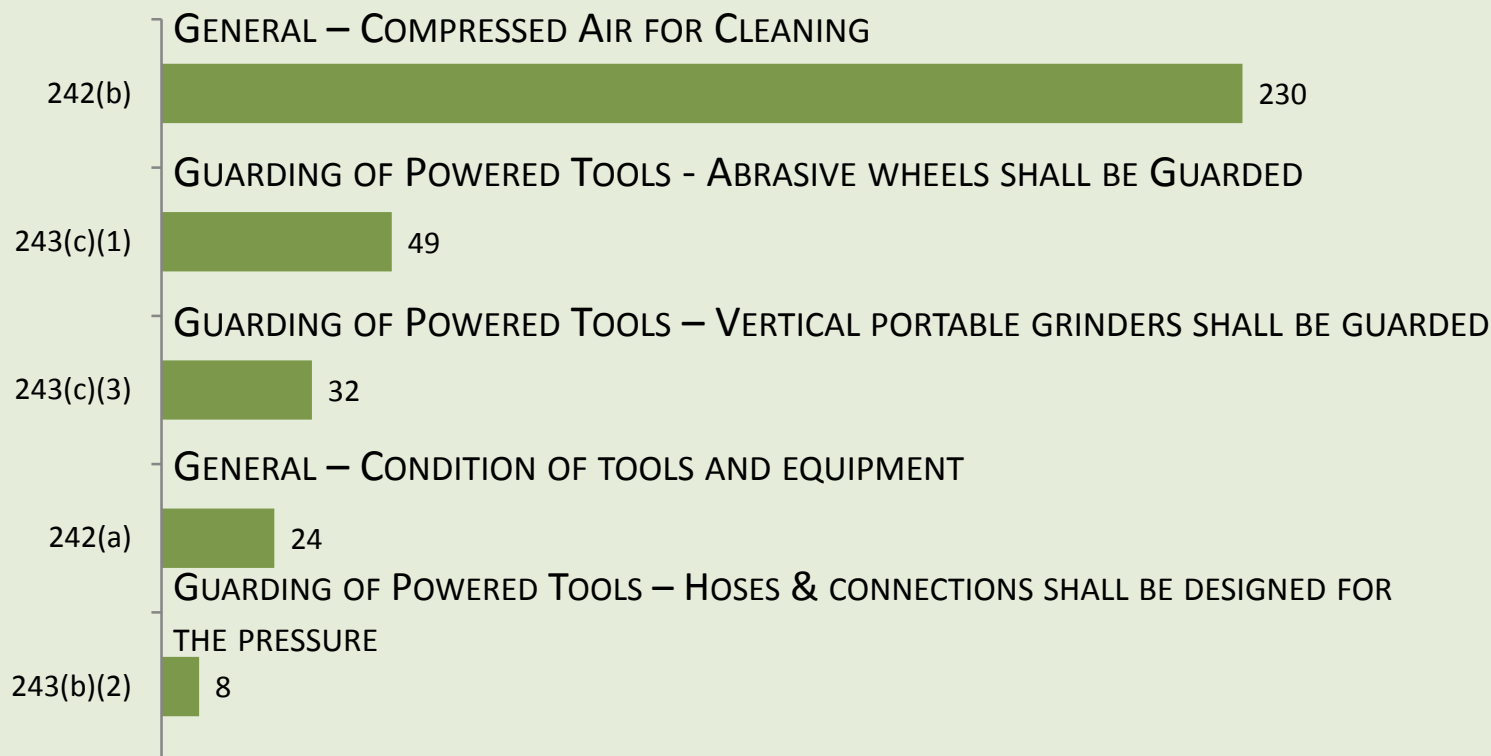 General – Compressed Air for Cleaning
242(b)
230
Guarding of Powered Tools - Abrasive wheels shall be Guarded
243(c)(1)
49
Guarding of Powered Tools – Vertical portable grinders shall be guarded
243(c)(3)
32
General – Condition of tools and equipment
242(a)
24
Guarding of Powered Tools – Hoses & connections shall be designed for
the pressure
243(b)(2)
8